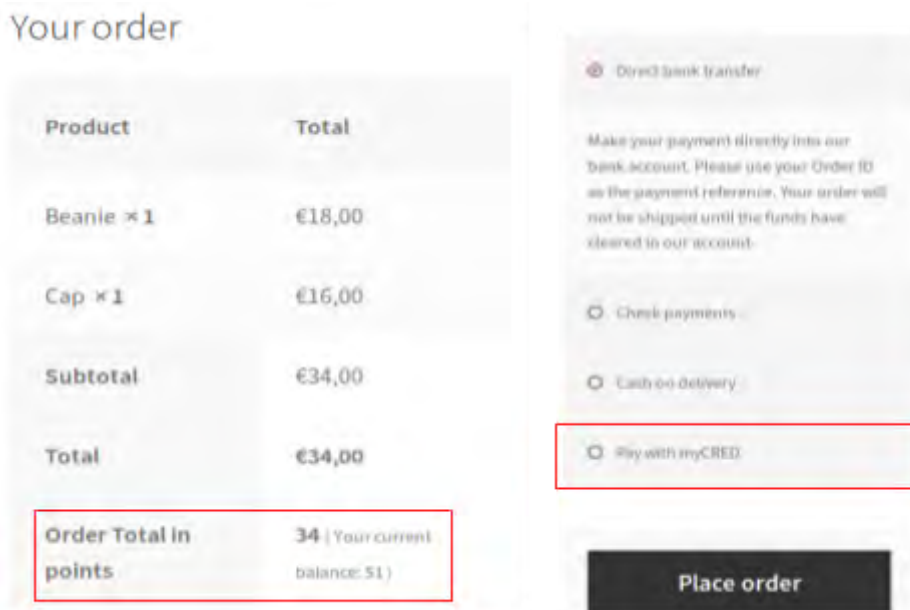 Your order
Product Total
Beanie × 1 €18,00
Cap × 1 €16,00
Subtotal €34,00
Total €34,00
Order Total in
points
34 (Your current
balance: 51)
Direct bank transfer
Make your payment directly into our
bank account. Please use your Order ID
as the payment reference. Your order will
not be shipped until the funds have
cleared in our account.
Check payments
Cash on delivery
Pay with myCRED
Place order